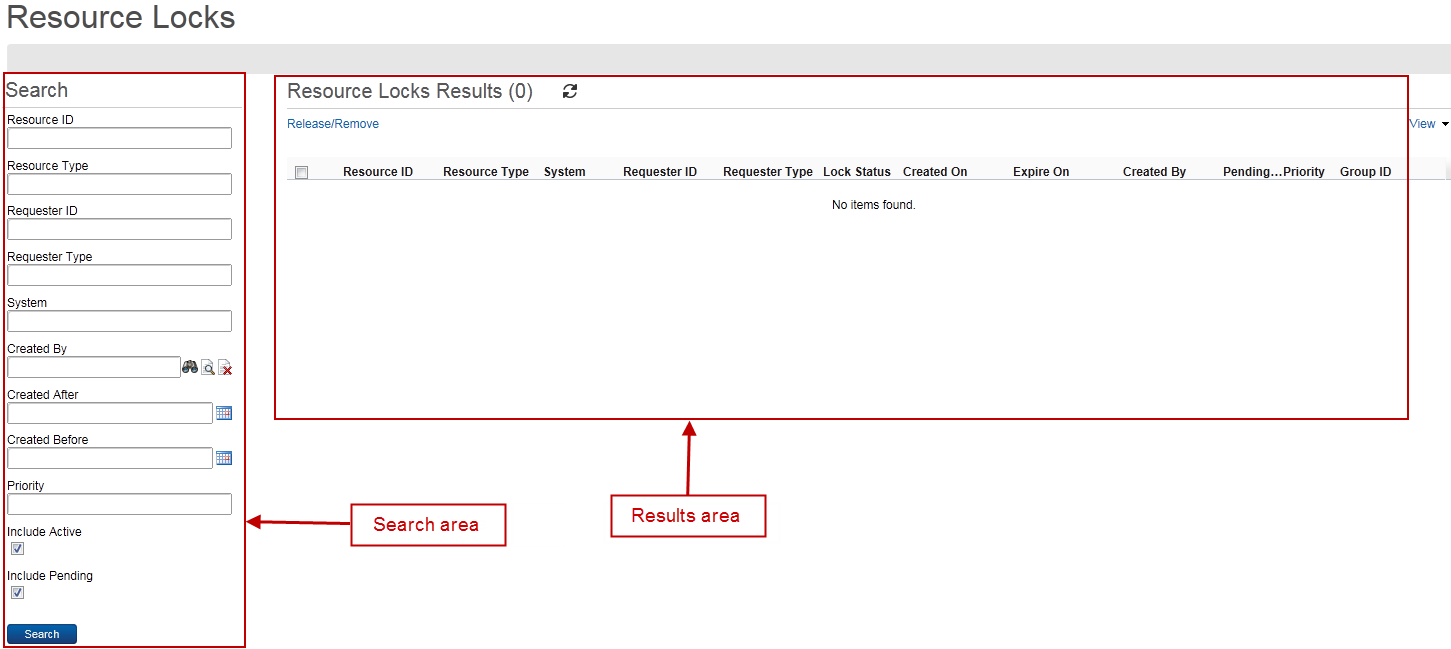 Resource Locks
Search
Resource ID
Resource Type
Requester ID
Requester Type
System
Created By
Created After
Created Before
Priority
Include Active
Include Pending
Search
Resource Locks Results (0)
Release/Remove
View
Resource ID Resource Type System Requester ID Requester Type Lock Status Created On Expire On Created By Pending...Priority Group ID
No items found.
Search area
Results area